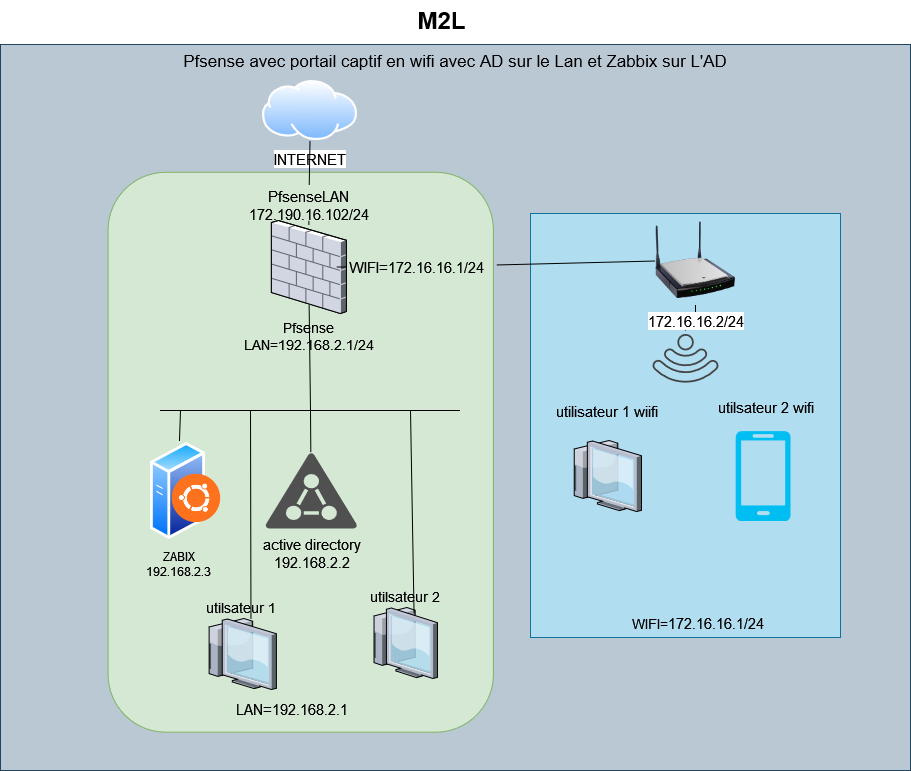 M2L
Pfsense avec portail captif en wifi avec AD sur le Lan et Zabbix sur L'AD
INTERNET
PfsenseLAN
172.190.16.102/24
WIFI=172.16.16.1/24
Pfsense
LAN=192.168.2.1/24
172.16.16.2/24
utilisateur 1 wiifi
utilsateur 2 wifi
active directory
192.168.2.2
ZABIX
192.168.2.3
utilsateur 1
utilsateur 2
WIFI=172.16.16.1/24
LAN=192.168.2.1